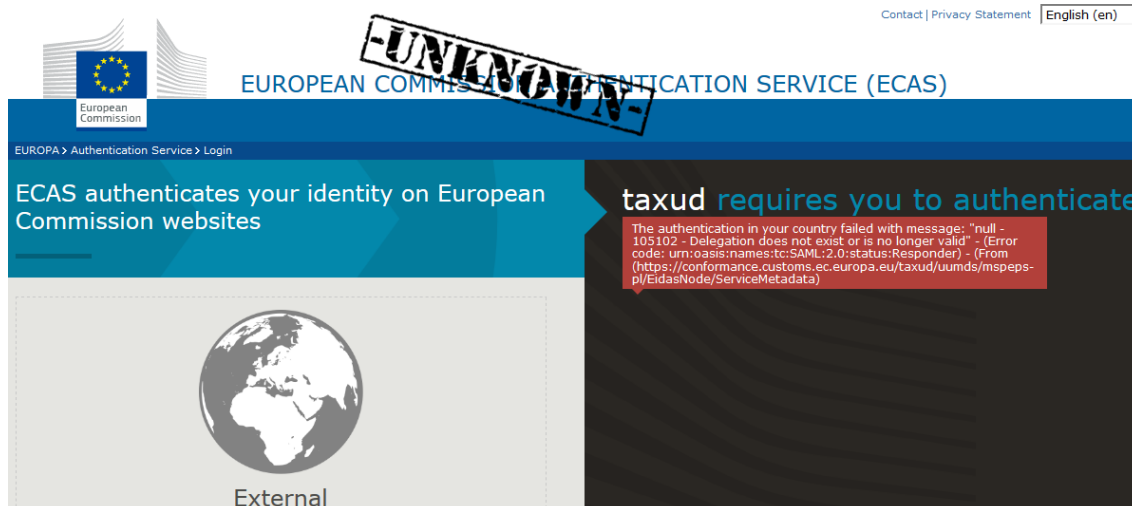 Contact | Privacy Statement English (en)
-UNKNOWN-
EUROPEAN COMMISSION AUTHENTICATION SERVICE (ECAS)
European
Commission
EUROPA > Authentication Service > Login
ECAS authenticates your identity on European
Commission websites
taxud requires you to authenticate
The authentication in your country failed with message: "null -
105102 - Delegation does not exist or is no longer valid" - (Error
code: urn:oasis:names:tc:SAML:2.0:status:Responder) - (From
(https://conformance.customs.ec.europa.eu/taxud/uumds/mspeps-
pl/EidasNode/ServiceMetadata)
External